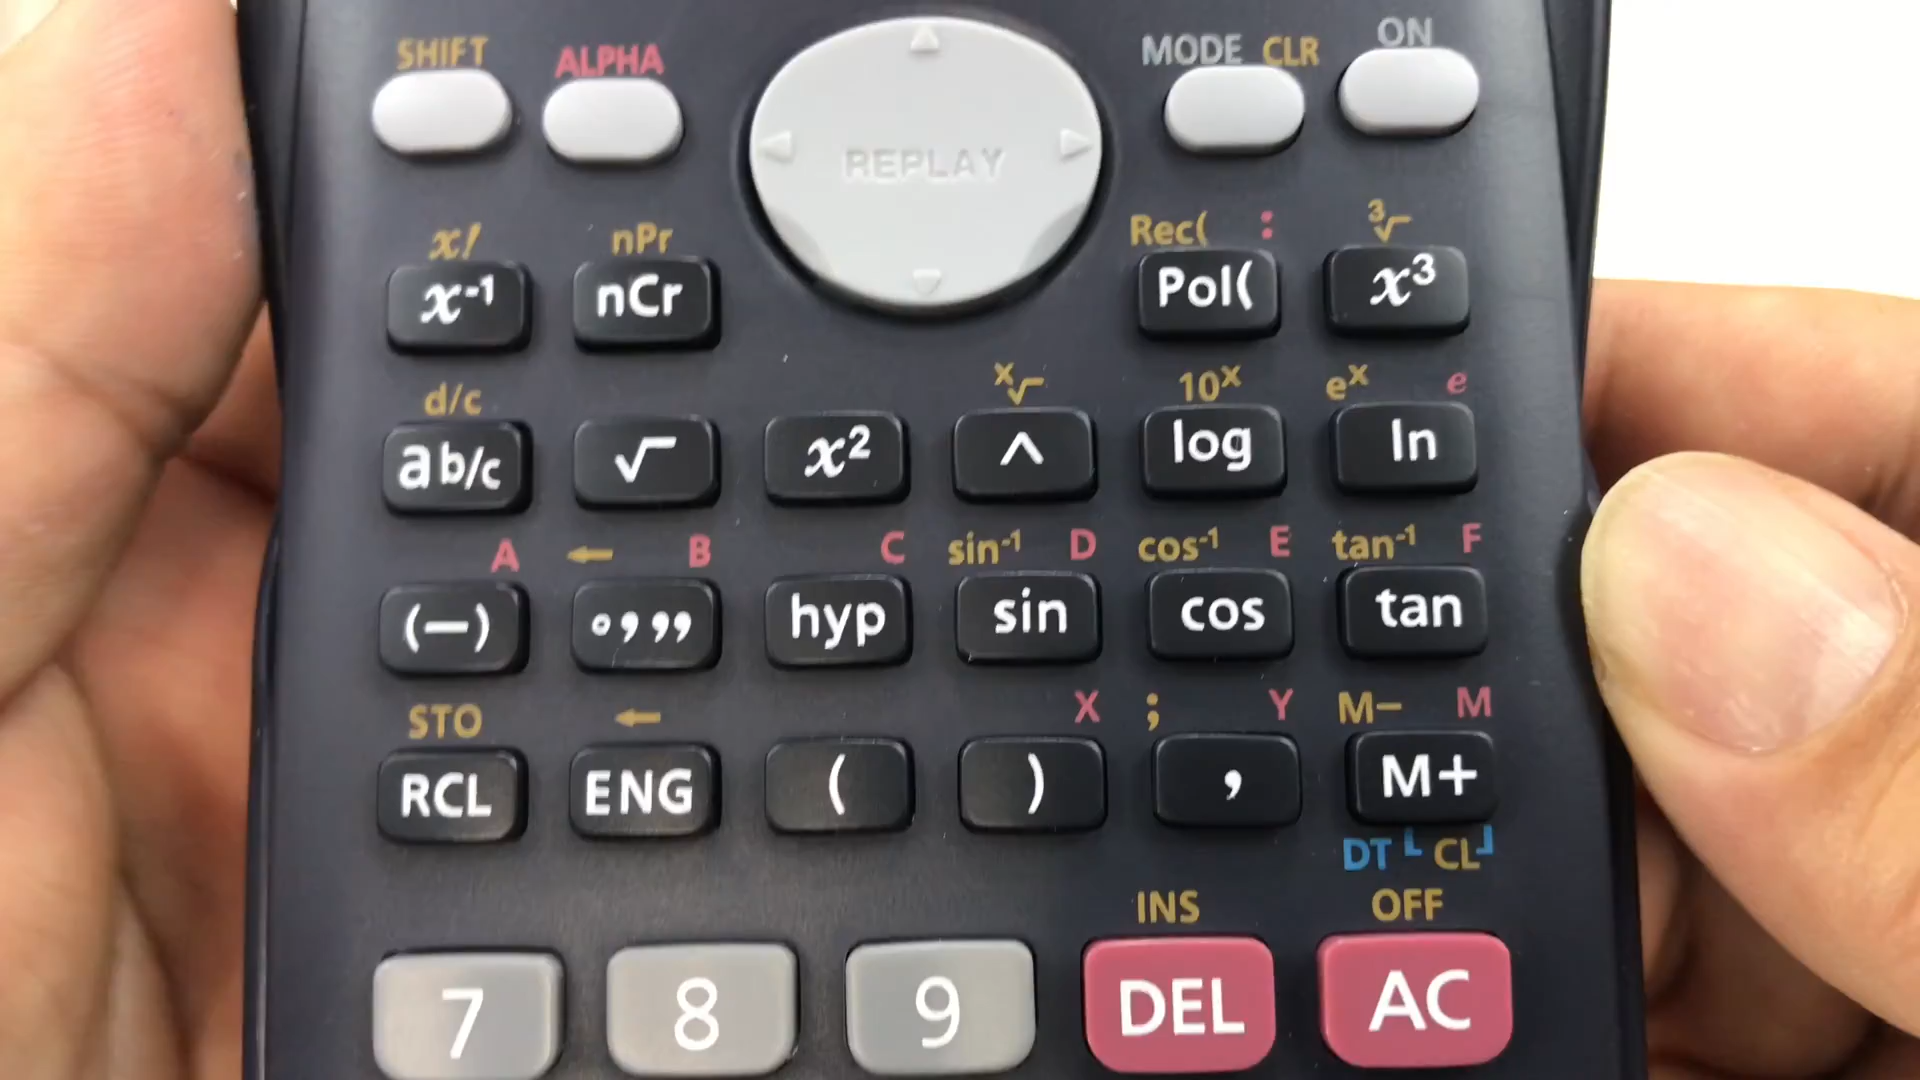 SHIFT ALPHA MODE CLR ON
REPLAY
x! nPr Rec( : ³√
x⁻¹ nCr Pol( x³
d/c ˣ√ 10ˣ eˣ e
ab/c √ x² ^ log ln
A ← B C sin⁻¹ D cos⁻¹ E tan⁻¹ F
(−) °,,, hyp sin cos tan
STO ← X ; Y M− M
RCL ENG ( ) , M+
DT CL
INS OFF
7 8 9 DEL AC